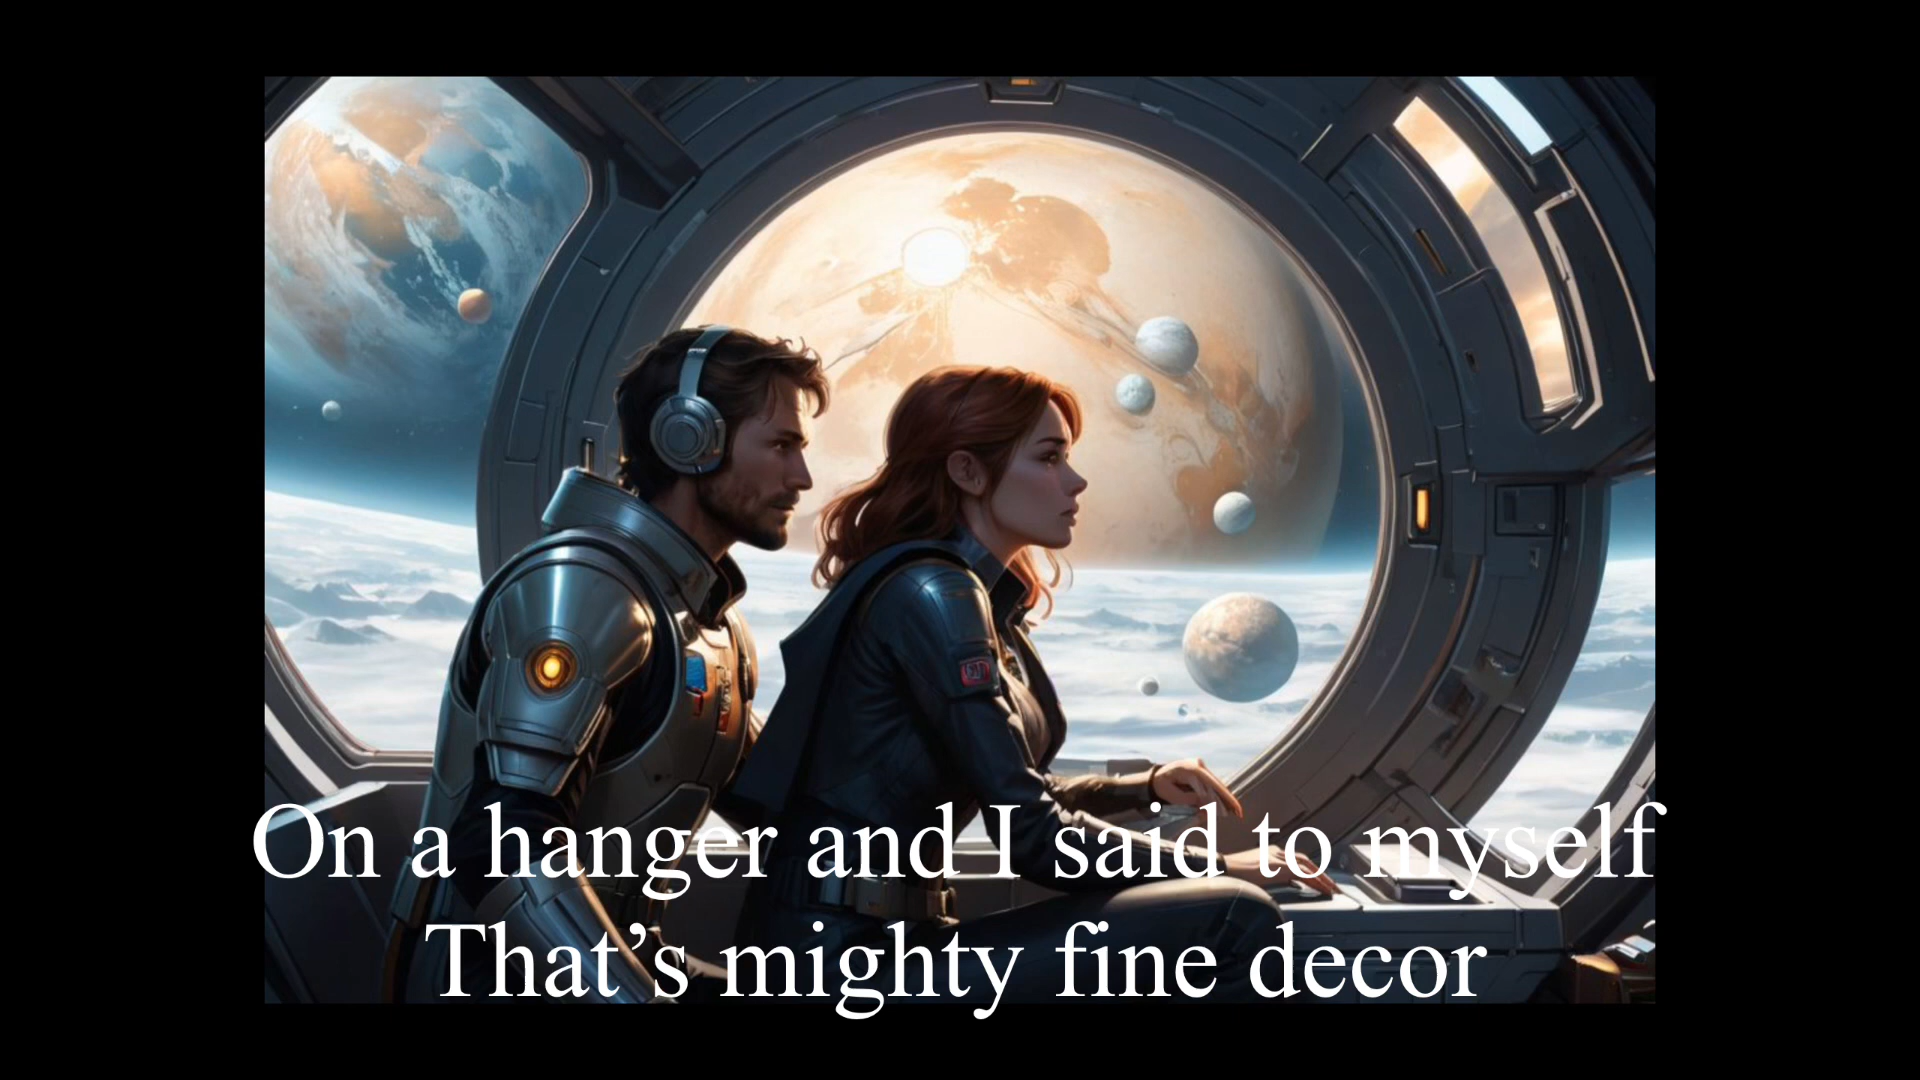 On a hanger and I said to myself
That’s mighty fine decor